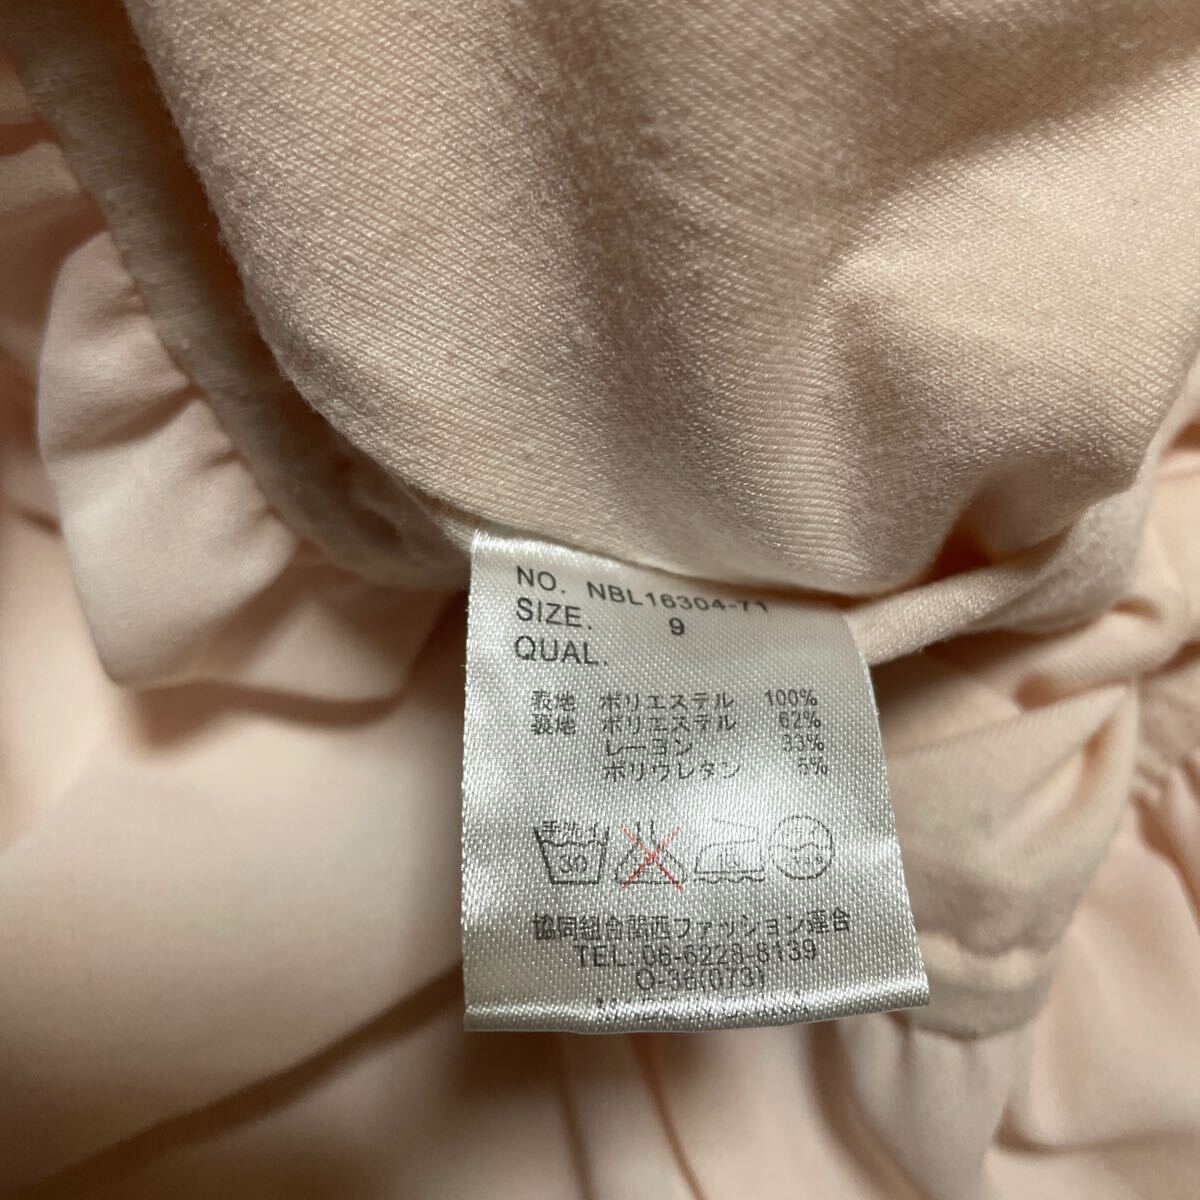 NO. NBL16304-71
SIZE. 9
QUAL.
表地 ポリエステル 100%
裏地 ポリエステル 62%
レーヨン 33%
ポリウレタン 5%
手洗イ 30
協同組合関西ファッション連合
TEL:06-6228-8139
O-36(073)